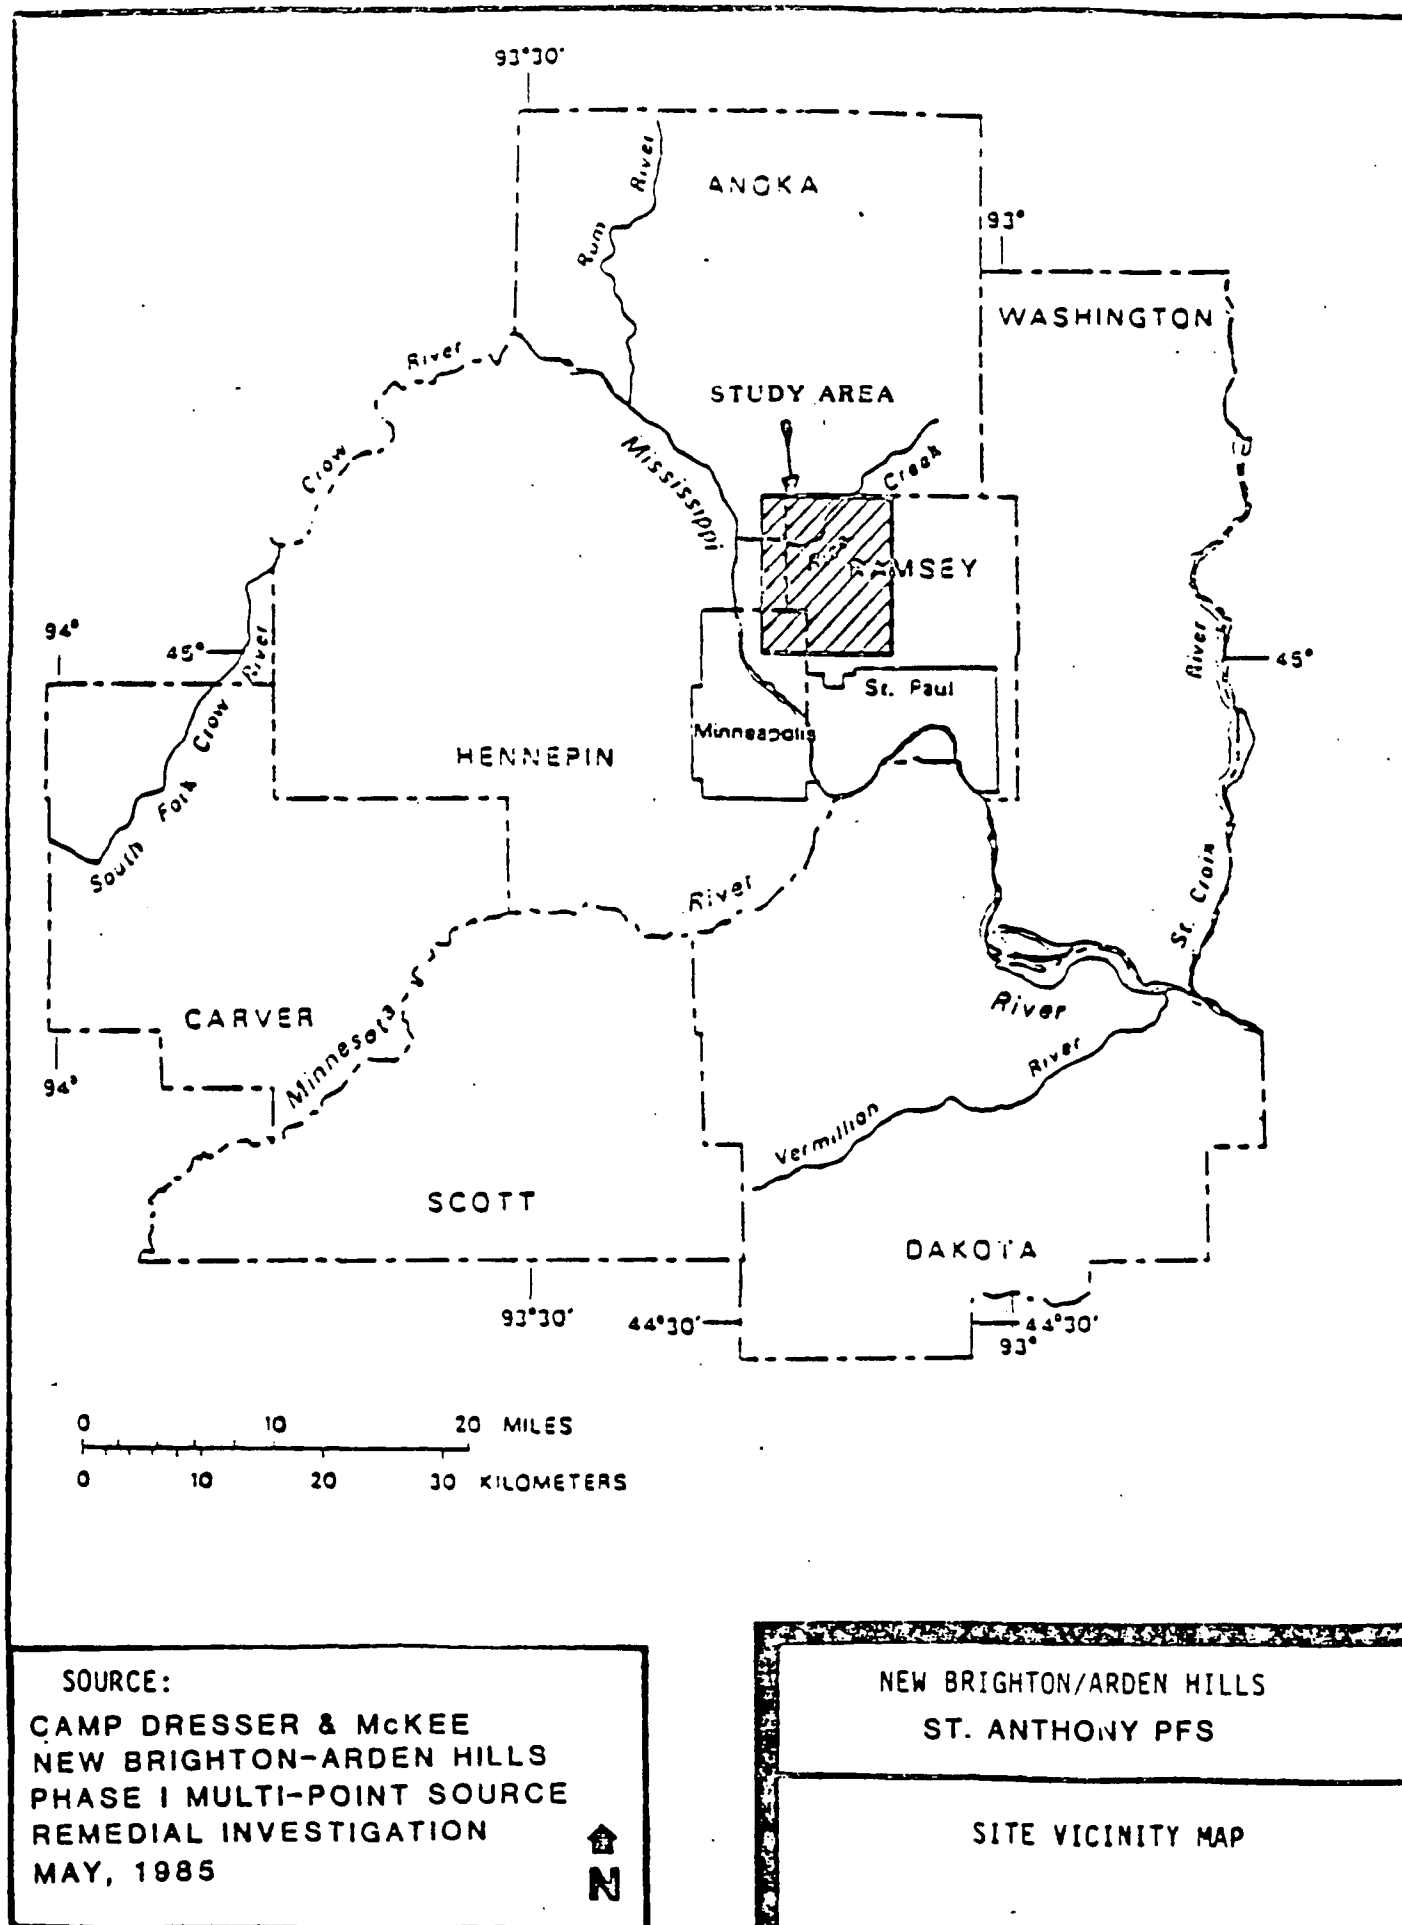 93°30'
ANOKA
Rum River
93°
WASHINGTON
River
Crow
STUDY AREA
Mississippi
Creek
RAMSEY
94°
45°
River
River
45°
St. Paul
Minneapolis
HENNEPIN
South Fork Crow
River
St. Croix
CARVER
Minnesota
River
River
94°
Vermillion
SCOTT
DAKOTA
93°30'
44°30'
44°30'
93°
0 10 20 MILES
0 10 20 30 KILOMETERS
SOURCE:
CAMP DRESSER & McKEE
NEW BRIGHTON-ARDEN HILLS
PHASE I MULTI-POINT SOURCE
REMEDIAL INVESTIGATION
MAY, 1985
N
NEW BRIGHTON/ARDEN HILLS
ST. ANTHONY PFS
SITE VICINITY MAP